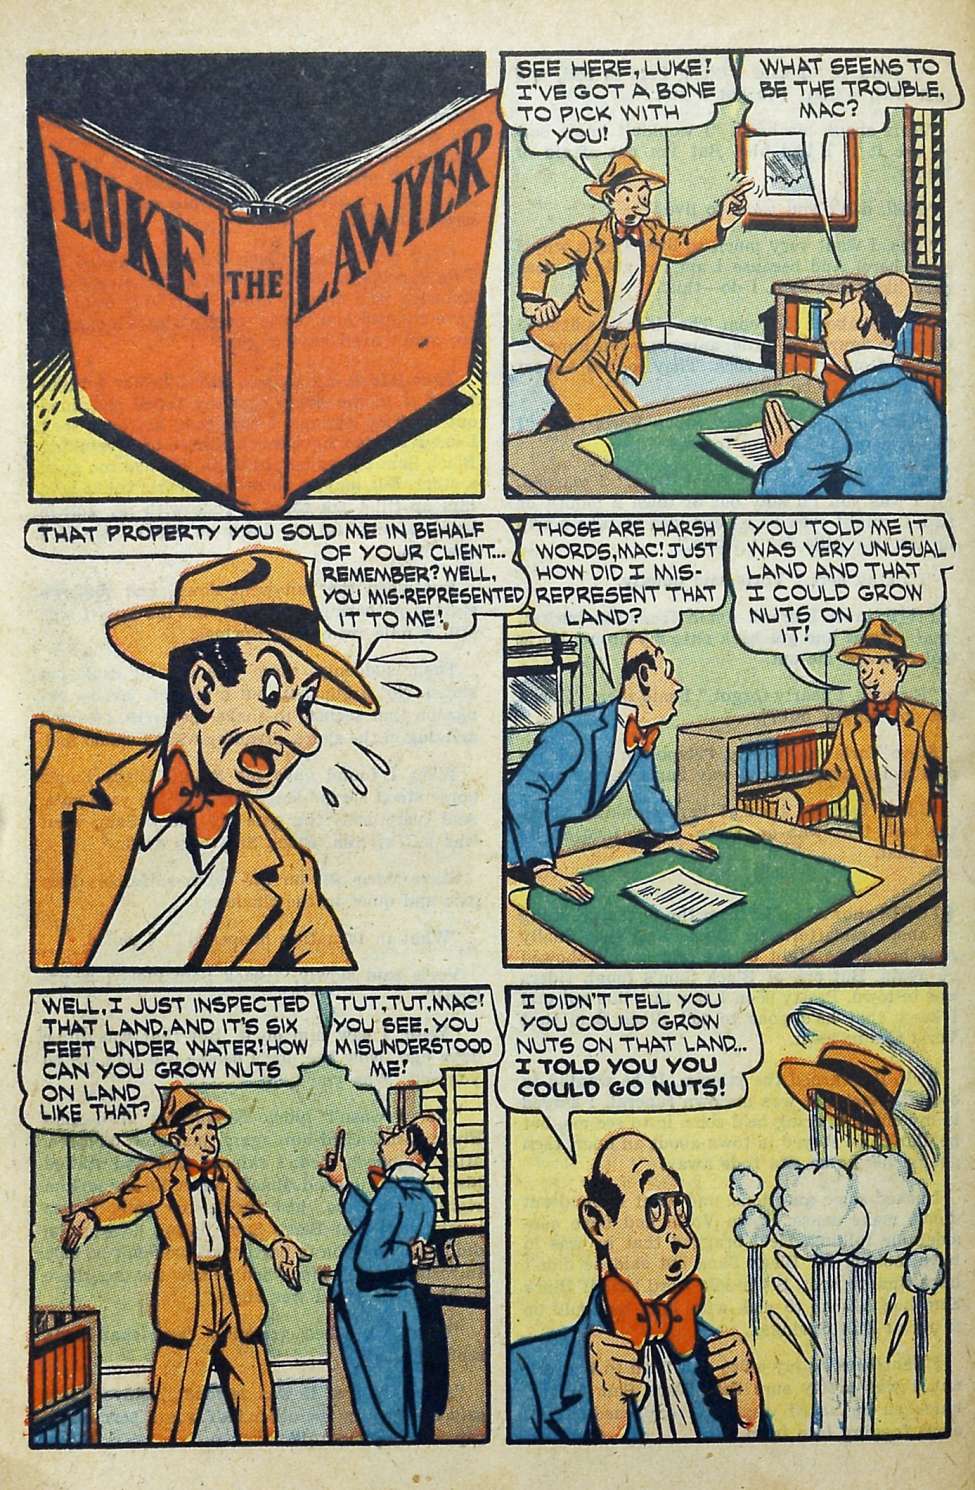 LUKE
THE
LAWYER
SEE HERE, LUKE!
I'VE GOT A BONE
TO PICK WITH
YOU!
WHAT SEEMS TO
BE THE TROUBLE,
MAC?
THAT PROPERTY YOU SOLD ME IN BEHALF
OF YOUR CLIENT...
REMEMBER? WELL,
YOU MIS-REPRESENTED
IT TO ME!
THOSE ARE HARSH
WORDS, MAC! JUST
HOW DID I MIS-
REPRESENT THAT
LAND?
YOU TOLD ME IT
WAS VERY UNUSUAL
LAND AND THAT
I COULD GROW
NUTS ON
IT!
WELL, I JUST INSPECTED
THAT LAND, AND IT'S SIX
FEET UNDER WATER! HOW
CAN YOU GROW NUTS
ON LAND
LIKE THAT?
TUT, TUT, MAC!
YOU SEE, YOU
MISUNDERSTOOD
ME!
I DIDN'T TELL YOU
YOU COULD GROW
NUTS ON THAT LAND...
I TOLD YOU YOU
COULD GO NUTS!